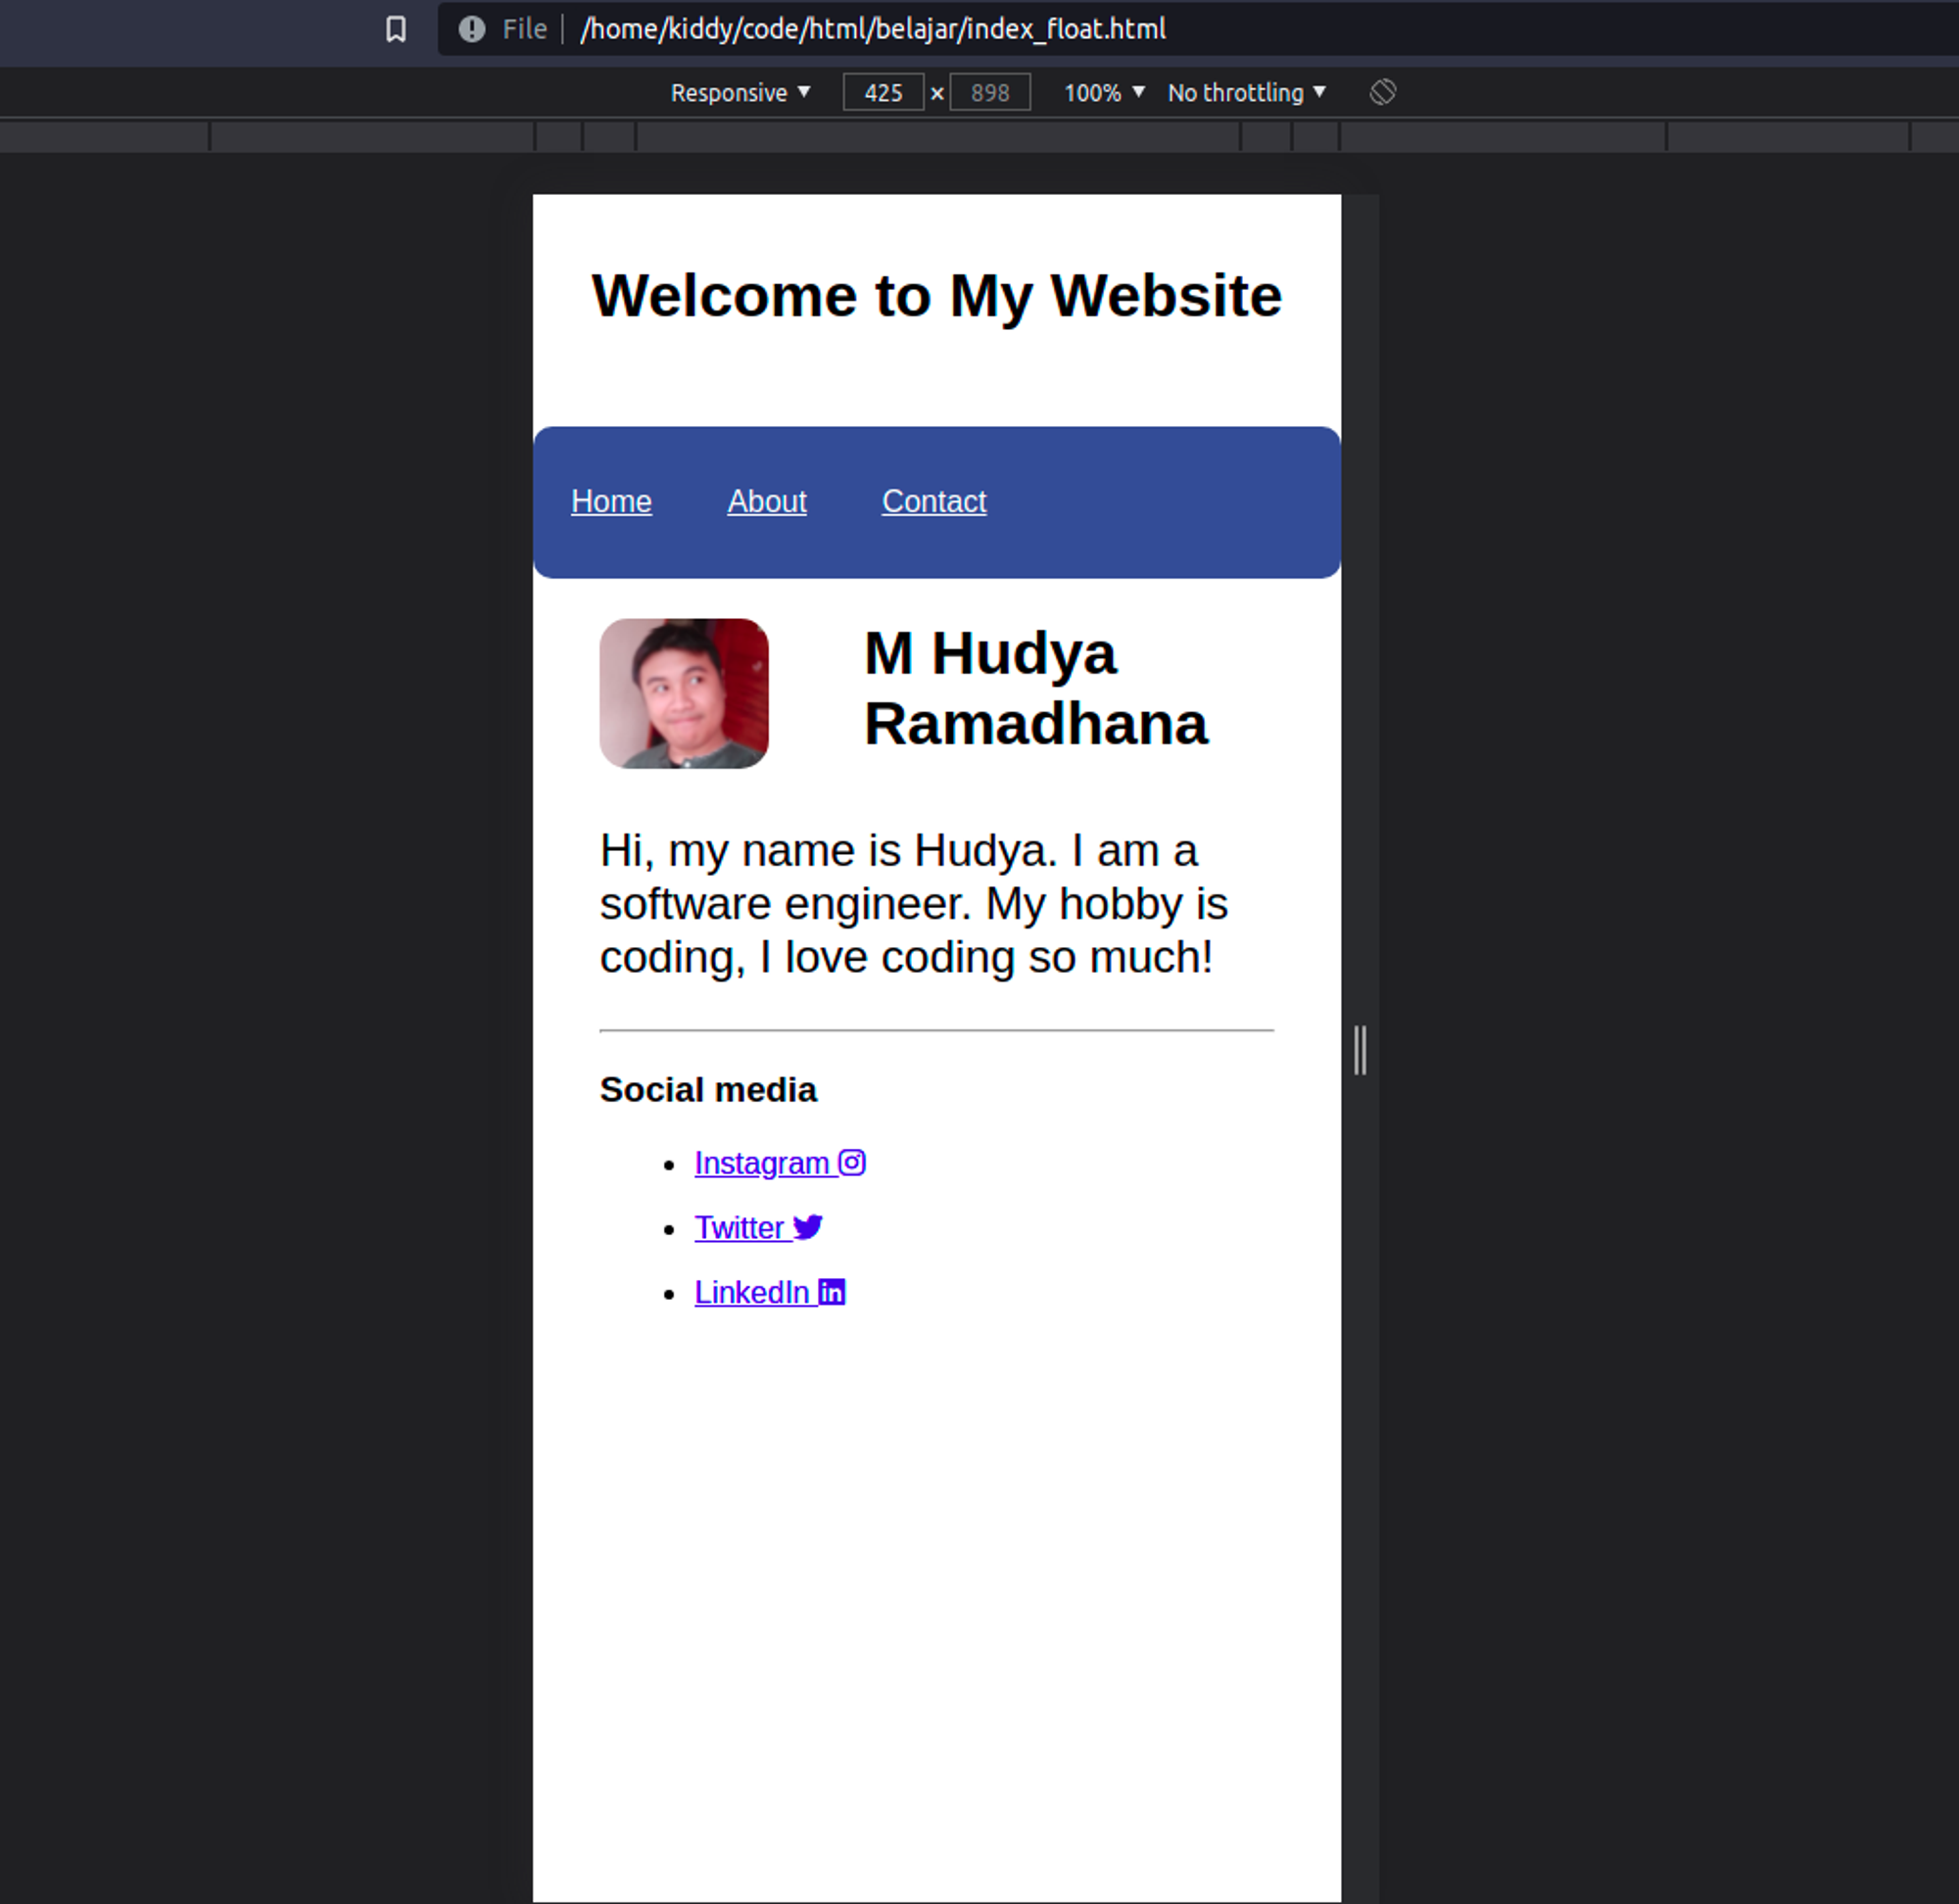 File /home/kiddy/code/html/belajar/index_float.html
Responsive ▼ 425 × 898 100% ▼ No throttling ▼
Welcome to My Website
Home About Contact
M Hudya
Ramadhana
Hi, my name is Hudya. I am a
software engineer. My hobby is
coding, I love coding so much!
Social media
• Instagram
• Twitter
• LinkedIn in